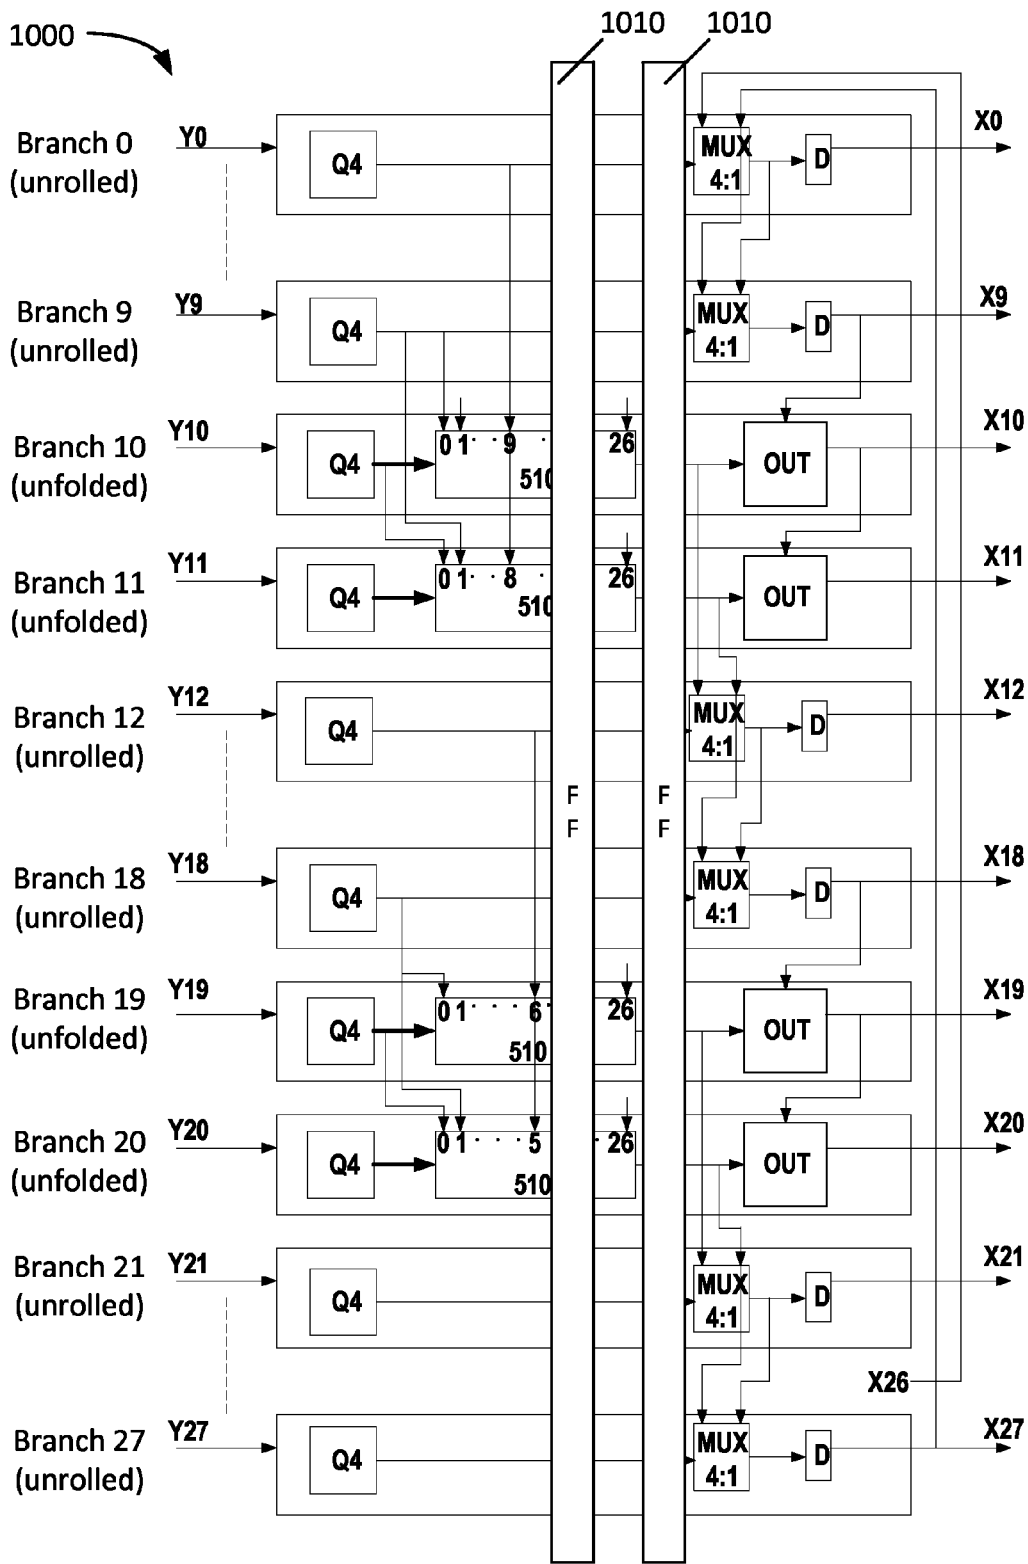 1000
1010
1010
Branch 0
(unrolled)
Y0
Q4
MUX
4:1
D
X0
Branch 9
(unrolled)
Y9
Q4
MUX
4:1
D
X9
Branch 10
(unfolded)
Y10
Q4
0 1 · · 9 · 26
510
OUT
X10
Branch 11
(unfolded)
Y11
Q4
0 1 · · 8 · 26
510
OUT
X11
Branch 12
(unrolled)
Y12
Q4
MUX
4:1
D
X12
F F
F F
Branch 18
(unrolled)
Y18
Q4
MUX
4:1
D
X18
Branch 19
(unfolded)
Y19
Q4
0 1 · · · · 6 · 26
510
OUT
X19
Branch 20
(unfolded)
Y20
Q4
0 1 · · · 5 · · 26
510
OUT
X20
Branch 21
(unrolled)
Y21
Q4
MUX
4:1
D
X21
X26
Branch 27
(unrolled)
Y27
Q4
MUX
4:1
D
X27